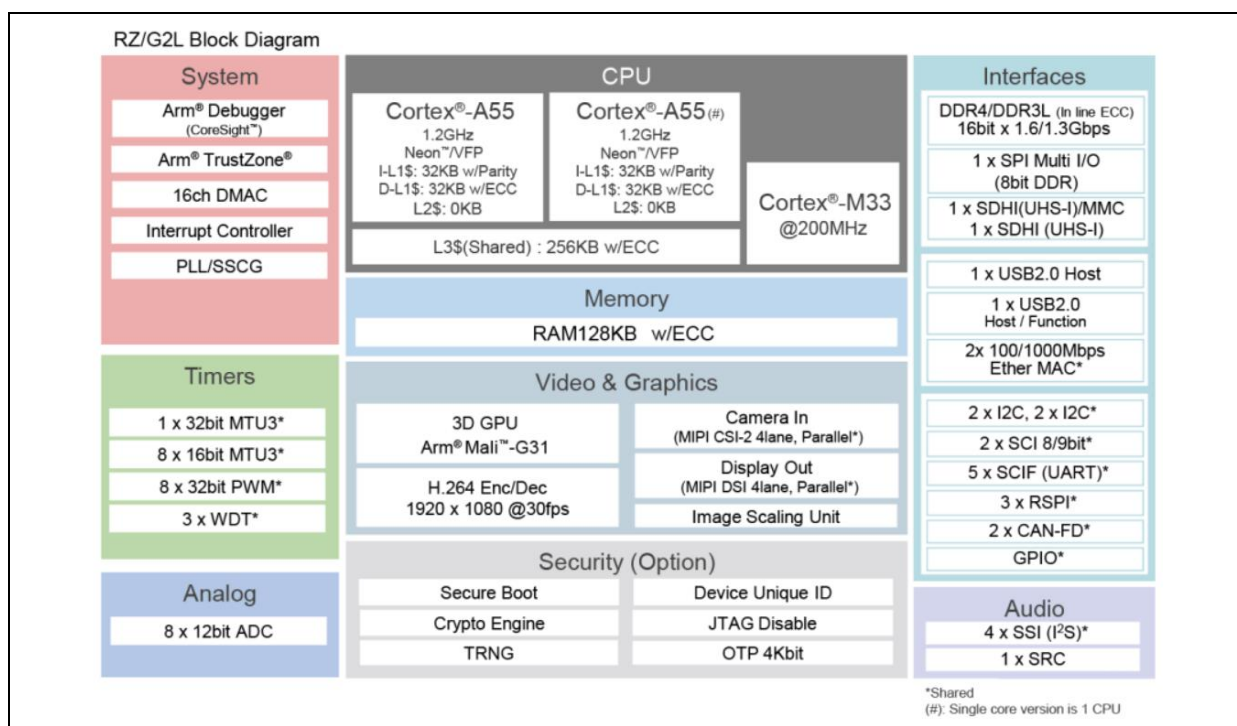 RZ/G2L Block Diagram
System
Arm® Debugger
(CoreSight™)
Arm® TrustZone®
16ch DMAC
Interrupt Controller
PLL/SSCG
Timers
1 x 32bit MTU3*
8 x 16bit MTU3*
8 x 32bit PWM*
3 x WDT*
Analog
8 x 12bit ADC
CPU
Cortex®-A55
1.2GHz
Neon™/VFP
I-L1$: 32KB w/Parity
D-L1$: 32KB w/ECC
L2$: 0KB
Cortex®-A55(#)
1.2GHz
Neon™/VFP
I-L1$: 32KB w/Parity
D-L1$: 32KB w/ECC
L2$: 0KB
L3$(Shared) : 256KB w/ECC
Cortex®-M33
@200MHz
Memory
RAM128KB w/ECC
Video & Graphics
3D GPU
Arm® Mali™-G31
H.264 Enc/Dec
1920 x 1080 @30fps
Camera In
(MIPI CSI-2 4lane, Parallel*)
Display Out
(MIPI DSI 4lane, Parallel*)
Image Scaling Unit
Security (Option)
Secure Boot
Crypto Engine
TRNG
Device Unique ID
JTAG Disable
OTP 4Kbit
Interfaces
DDR4/DDR3L (In line ECC)
16bit x 1.6/1.3Gbps
1 x SPI Multi I/O
(8bit DDR)
1 x SDHI(UHS-I)/MMC
1 x SDHI (UHS-I)
1 x USB2.0 Host
1 x USB2.0
Host / Function
2x 100/1000Mbps
Ether MAC*
2 x I2C, 2 x I2C*
2 x SCI 8/9bit*
5 x SCIF (UART)*
3 x RSPI*
2 x CAN-FD*
GPIO*
Audio
4 x SSI (I²S)*
1 x SRC
*Shared
(#): Single core version is 1 CPU